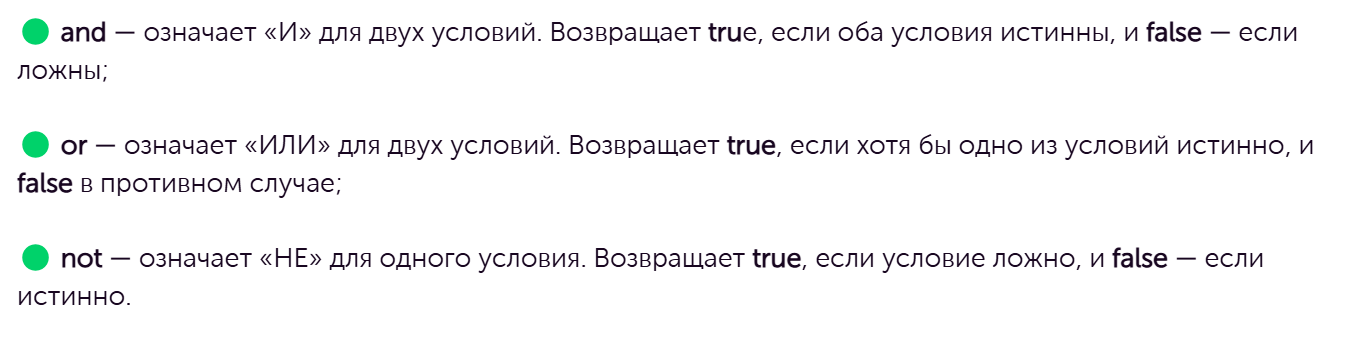 and — означает «И» для двух условий. Возвращает true, если оба условия истинны, и false — если
ложны;
or — означает «ИЛИ» для двух условий. Возвращает true, если хотя бы одно из условий истинно, и
false в противном случае;
not — означает «НЕ» для одного условия. Возвращает true, если условие ложно, и false — если
истинно.